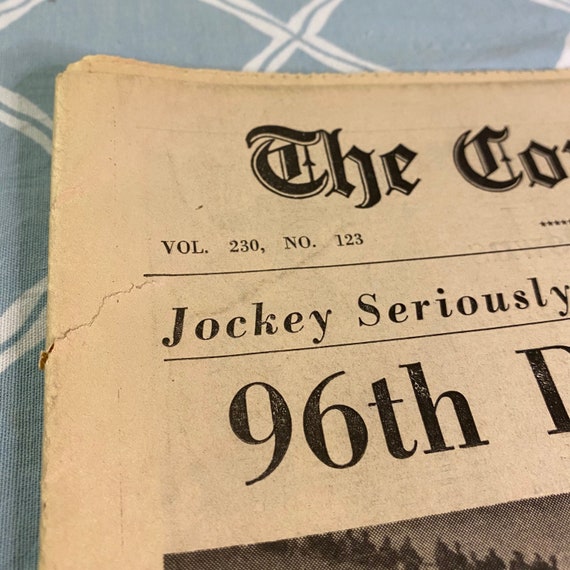 The Co
VOL. 230, NO. 123
Jockey Seriously
96th